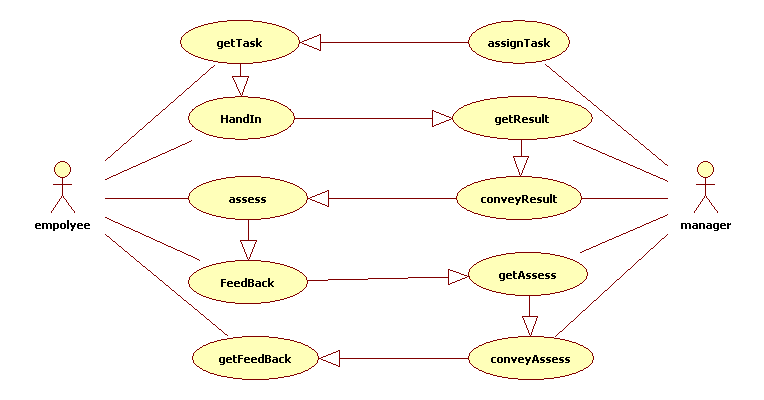 getTask
assignTask
HandIn
getResult
empolyee
assess
conveyResult
manager
FeedBack
getAssess
getFeedBack
conveyAssess